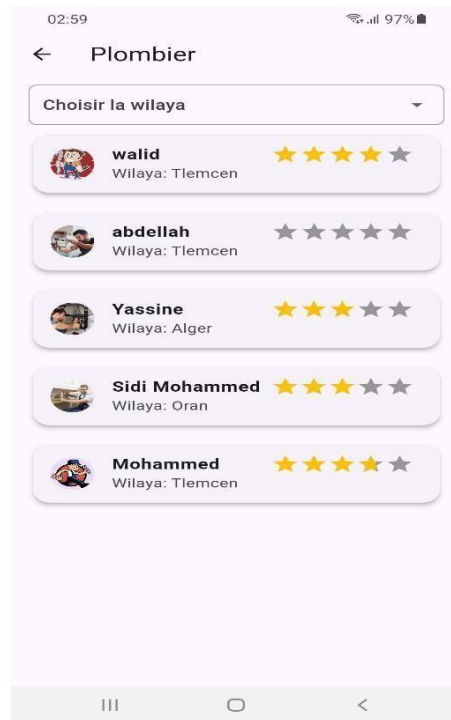 02:59 97%
Plombier
Choisir la wilaya
walid
Wilaya: Tlemcen
abdellah
Wilaya: Tlemcen
Yassine
Wilaya: Alger
Sidi Mohammed
Wilaya: Oran
Mohammed
Wilaya: Tlemcen